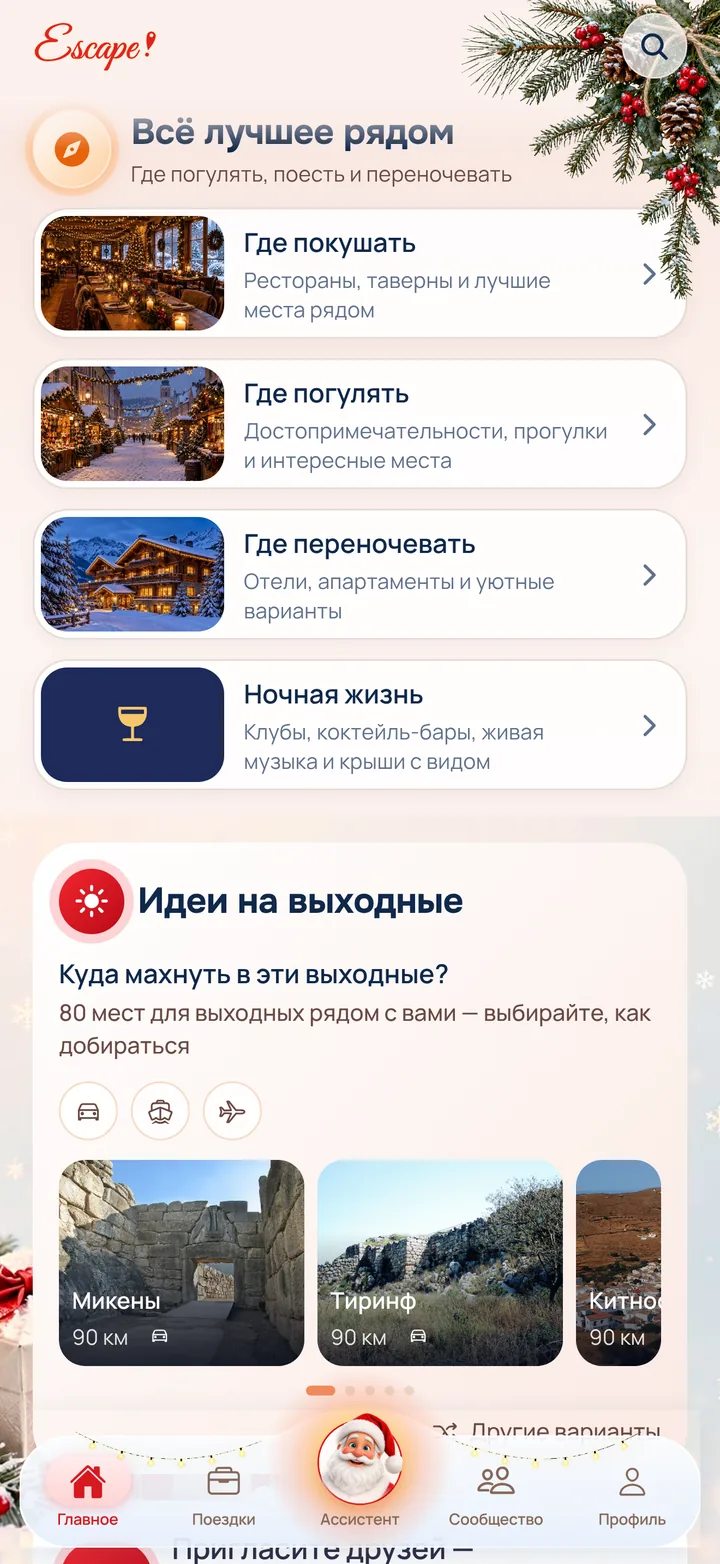 Escape!
Всё лучшее рядом
Где погулять, поесть и переночевать
Где покушать
Рестораны, таверны и лучшие
места рядом
Где погулять
Достопримечательности, прогулки
и интересные места
Где переночевать
Отели, апартаменты и уютные
варианты
Ночная жизнь
Клубы, коктейль-бары, живая
музыка и крыши с видом
Идеи на выходные
Куда махнуть в эти выходные?
80 мест для выходных рядом с вами — выбирайте, как
добираться
Микены
90 км
Тиринф
90 км
Китно
90 км
Другие варианты
Главное
Поездки
Ассистент
Сообщество
Профиль
Пригласите друзей —